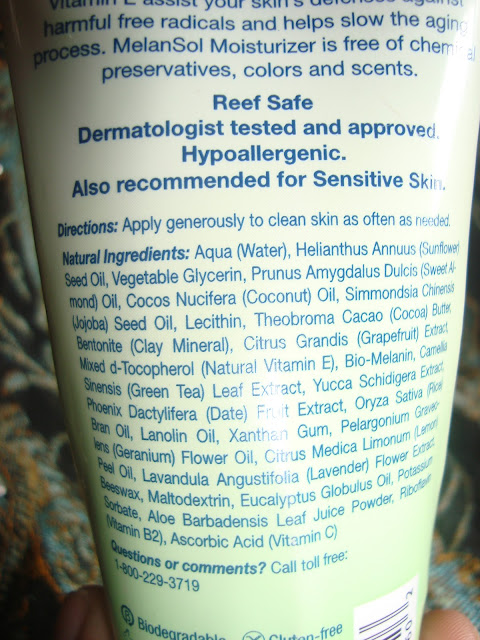 Vitamin E assist your skin's defenses against
harmful free radicals and helps slow the aging
process. MelanSol Moisturizer is free of chemical
preservatives, colors and scents.
Reef Safe
Dermatologist tested and approved.
Hypoallergenic.
Also recommended for Sensitive Skin.
Directions: Apply generously to clean skin as often as needed.
Natural Ingredients: Aqua (Water), Helianthus Annuus (Sunflower)
Seed Oil, Vegetable Glycerin, Prunus Amygdalus Dulcis (Sweet Al-
mond) Oil, Cocos Nucifera (Coconut) Oil, Simmondsia Chinensis
(Jojoba) Seed Oil, Lecithin, Theobroma Cacao (Cocoa) Butter,
Bentonite (Clay Mineral), Citrus Grandis (Grapefruit) Extract,
Mixed d-Tocopherol (Natural Vitamin E), Bio-Melanin, Camellia
Sinensis (Green Tea) Leaf Extract, Yucca Schidigera Extract,
Phoenix Dactylifera (Date) Fruit Extract, Oryza Sativa (Rice)
Bran Oil, Lanolin Oil, Xanthan Gum, Pelargonium Graveo-
lens (Geranium) Flower Oil, Citrus Medica Limonum (Lemon)
Peel Oil, Lavandula Angustifolia (Lavender) Flower Extract,
Beeswax, Maltodextrin, Eucalyptus Globulus Oil, Potassium
Sorbate, Aloe Barbadensis Leaf Juice Powder, Riboflavin
(Vitamin B2), Ascorbic Acid (Vitamin C)
Questions or comments? Call toll free:
1-800-229-3719
Biodegradable
Gluten-free